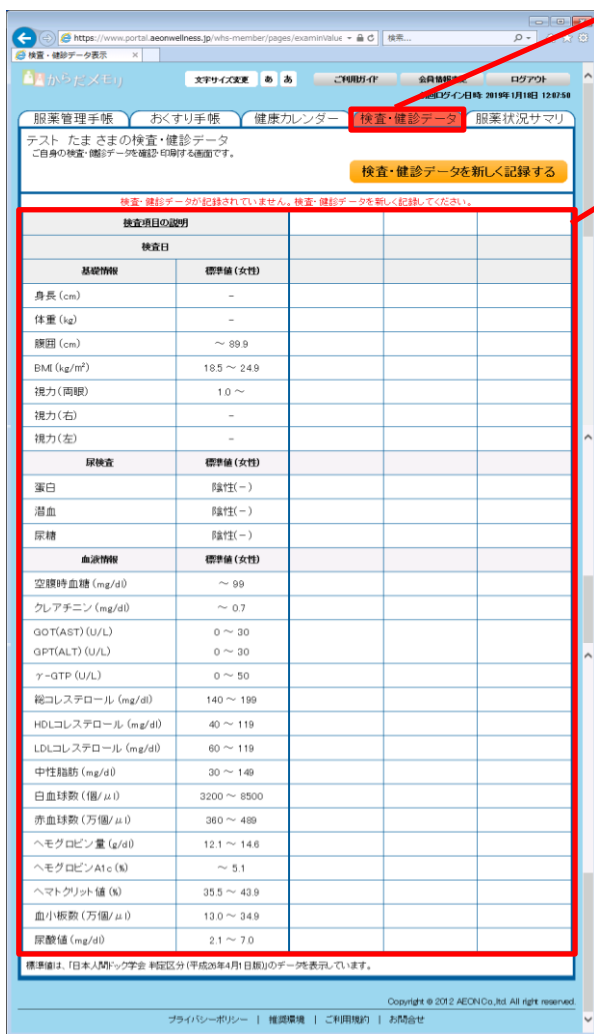 https://www.portal.aeonwellness.jp/whs-member/pages/examinValue
検索...
検査・健診データ表示 ×
からだメモリ 文字サイズ変更 あ あ ご利用ガイド ログアウト
2019年1月18日 12:07:50
服薬管理手帳 おくすり手帳 健康カレンダー 検査・健診データ 服薬状況サマリ
テスト たま さまの検査・健診データ
ご自身の検査・健診データを確認・印刷する画面です。
検査・健診データを新しく記録する
検査・健診データが記録されていません。検査・健診データを新しく記録してください。
検査項目の説明
検査日
基礎情報 標準値(女性)
身長(cm) -
体重(kg) -
腹囲(cm) ~ 89.9
BMI(kg/m²) 18.5 ~ 24.9
視力(両眼) 1.0 ~
視力(右) -
視力(左) -
尿検査 標準値(女性)
蛋白 陰性(-)
潜血 陰性(-)
尿糖 陰性(-)
血液情報 標準値(女性)
空腹時血糖(mg/dl) ~ 99
クレアチニン(mg/dl) ~ 0.7
GOT(AST)(U/L) 0 ~ 30
GPT(ALT)(U/L) 0 ~ 30
γ-GTP(U/L) 0 ~ 50
総コレステロール(mg/dl) 140 ~ 199
HDLコレステロール(mg/dl) 40 ~ 119
LDLコレステロール(mg/dl) 60 ~ 119
中性脂肪(mg/dl) 30 ~ 149
白血球数(個/μl) 3200 ~ 8500
赤血球数(万個/μl) 360 ~ 489
ヘモグロビン量(g/dl) 12.1 ~ 14.6
ヘモグロビンA1c(%) ~ 5.1
ヘマトクリット値(%) 35.5 ~ 43.9
血小板数(万個/μl) 13.0 ~ 34.9
尿酸値(mg/dl) 2.1 ~ 7.0
標準値は、「日本人間ドック学会 判定区分(平成26年4月1日版)」のデータを表示しています。
Copyright © 2012 AEON Co.,ltd. All right reserved.
プライバシーポリシー | 推奨環境 | ご利用規約 | お問合せ